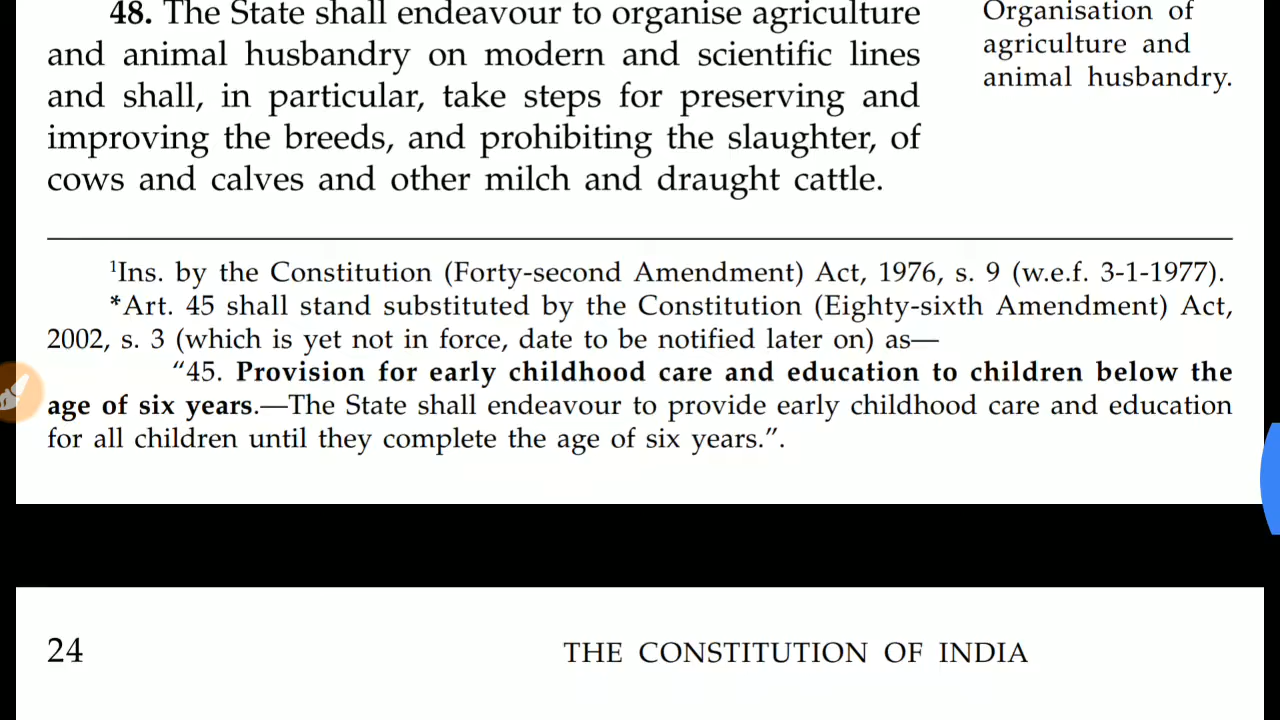 48. The State shall endeavour to organise agriculture
and animal husbandry on modern and scientific lines
and shall, in particular, take steps for preserving and
improving the breeds, and prohibiting the slaughter, of
cows and calves and other milch and draught cattle.
Organisation of
agriculture and
animal husbandry.
¹Ins. by the Constitution (Forty-second Amendment) Act, 1976, s. 9 (w.e.f. 3-1-1977).
*Art. 45 shall stand substituted by the Constitution (Eighty-sixth Amendment) Act,
2002, s. 3 (which is yet not in force, date to be notified later on) as—
“45. Provision for early childhood care and education to children below the
age of six years.—The State shall endeavour to provide early childhood care and education
for all children until they complete the age of six years.”.
24
THE CONSTITUTION OF INDIA